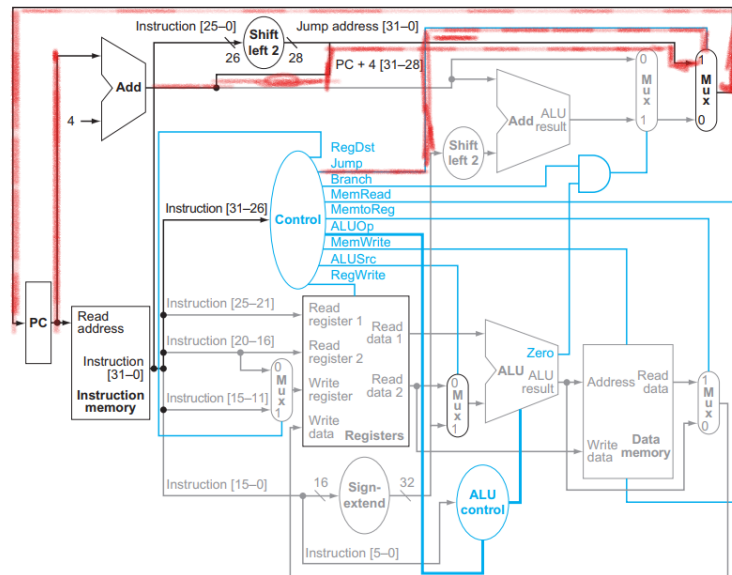 Instruction [25–0]
Shift
left 2
Jump address [31–0]
26
28
PC + 4 [31–28]
Add
4
0
M
u
x
1
1
M
u
x
0
Add
ALU
result
Shift
left 2
RegDst
Jump
Branch
MemRead
MemtoReg
ALUOp
MemWrite
ALUSrc
RegWrite
Control
Instruction [31–26]
PC
Read
address
Instruction
[31–0]
Instruction
memory
Instruction [25–21]
Instruction [20–16]
Instruction [15–11]
0
M
u
x
1
Read
register 1
Read
register 2
Write
register
Write
data
Read
data 1
Read
data 2
Registers
0
M
u
x
1
Zero
ALU
ALU
result
Address
Read
data
Write
data
Data
memory
1
M
u
x
0
Instruction [15–0]
16
Sign-
extend
32
Instruction [5–0]
ALU
control